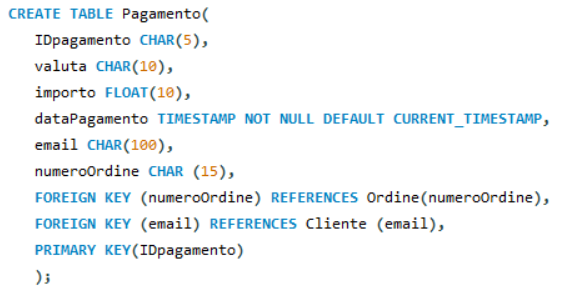 CREATE TABLE Pagamento(
IDpagamento CHAR(5),
valuta CHAR(10),
importo FLOAT(10),
dataPagamento TIMESTAMP NOT NULL DEFAULT CURRENT_TIMESTAMP,
email CHAR(100),
numeroOrdine CHAR (15),
FOREIGN KEY (numeroOrdine) REFERENCES Ordine(numeroOrdine),
FOREIGN KEY (email) REFERENCES Cliente (email),
PRIMARY KEY(IDpagamento)
);